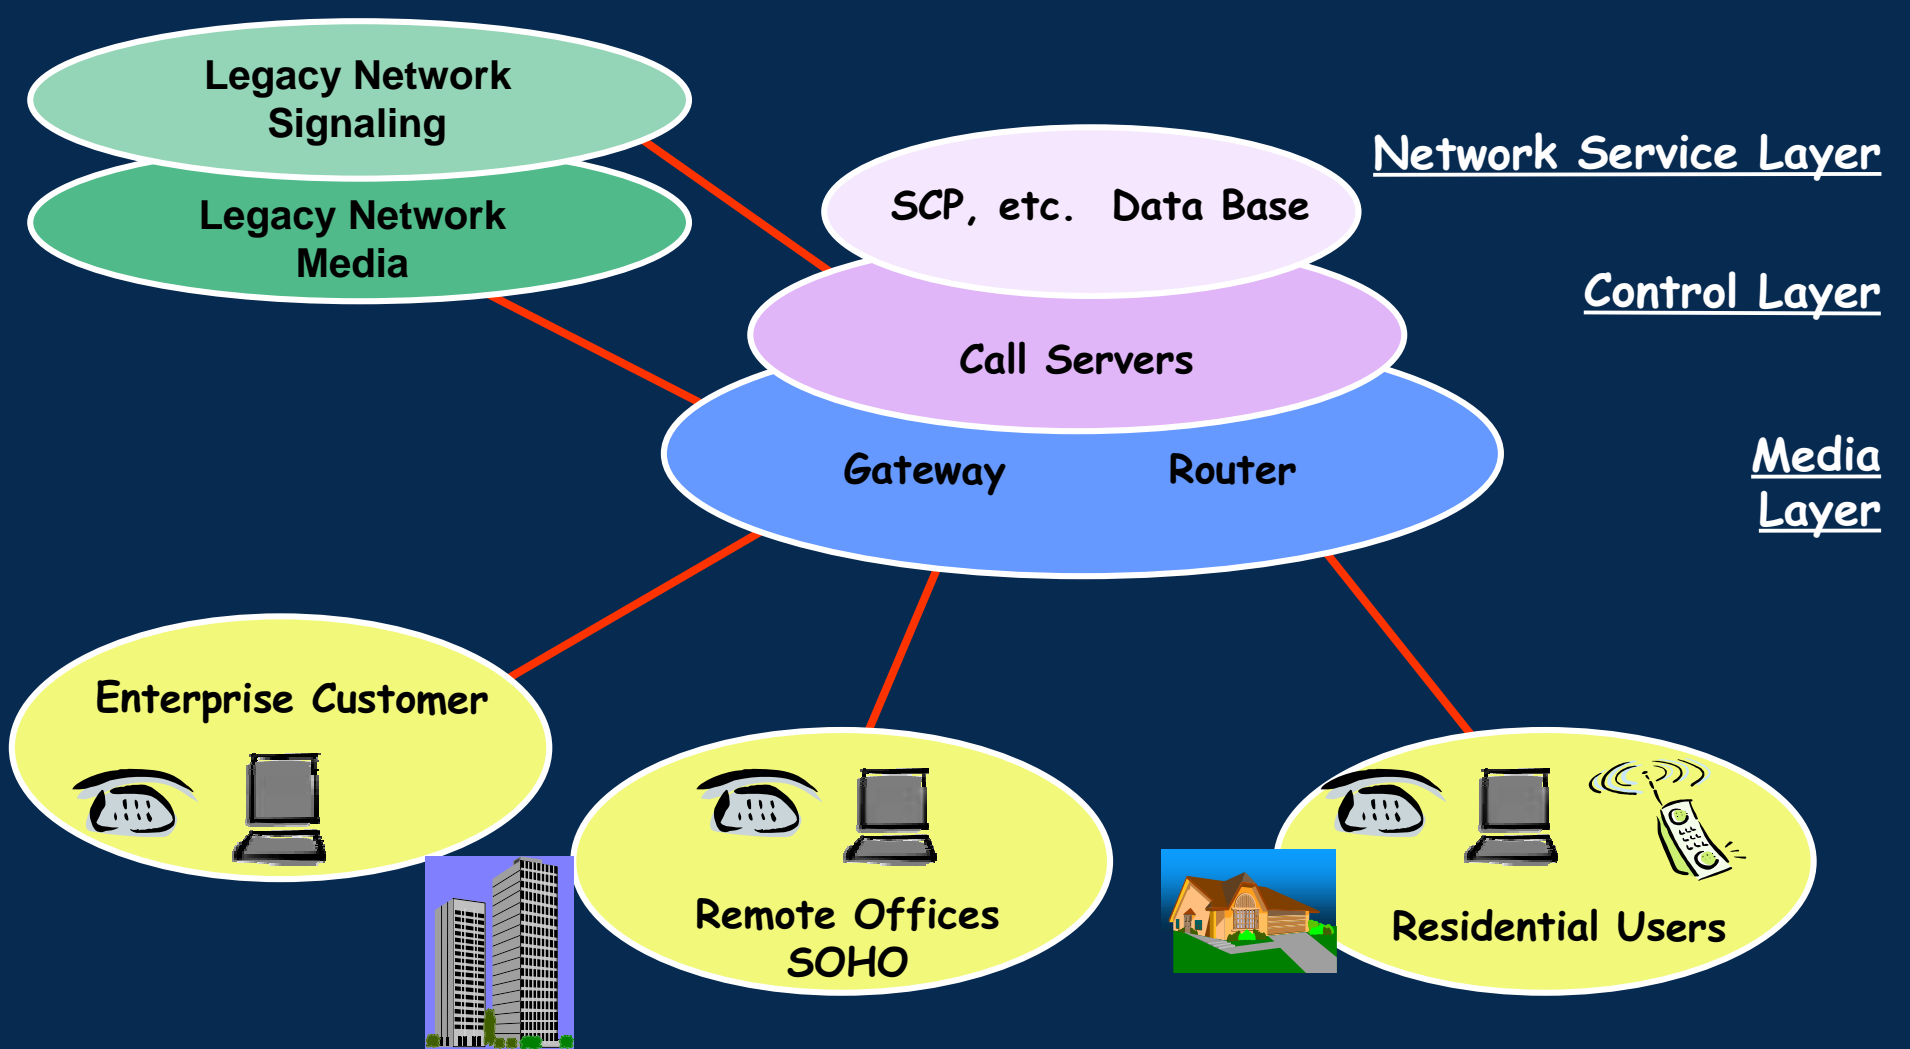 Legacy Network
Signaling
Legacy Network
Media
Network Service Layer
SCP, etc. Data Base
Control Layer
Call Servers
Media
Layer
Gateway Router
Enterprise Customer
Remote Offices
SOHO
Residential Users